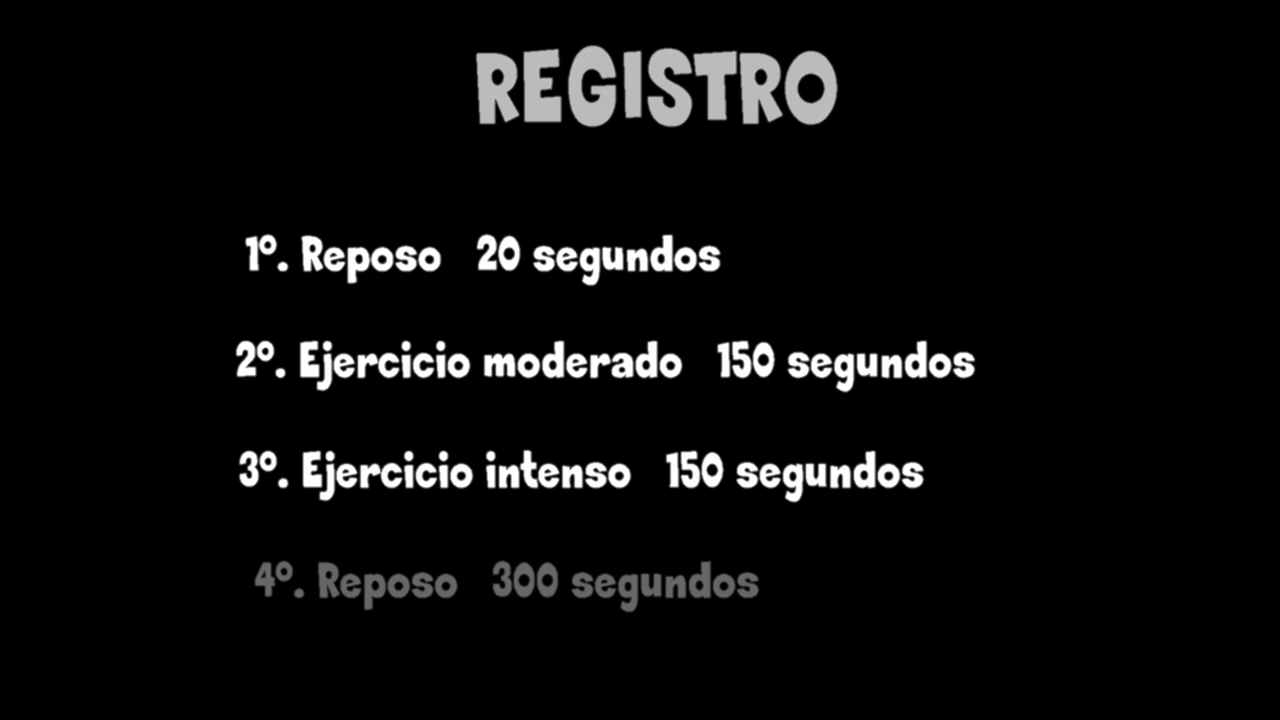 REGISTRO
1º. Reposo 20 segundos
2º. Ejercicio moderado 150 segundos
3º. Ejercicio intenso 150 segundos
4º. Reposo 300 segundos